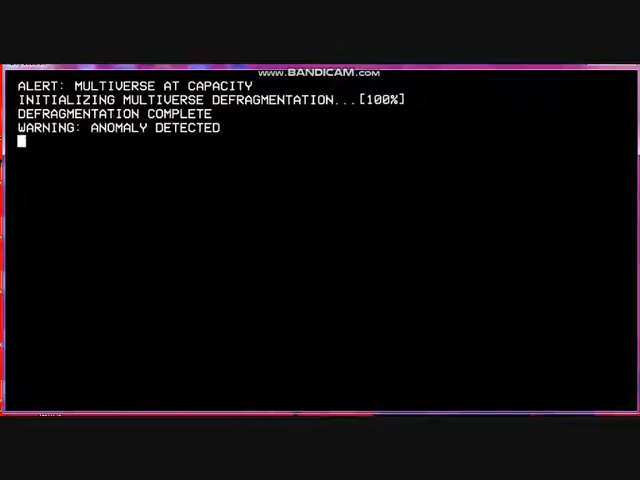 www.BANDICAM.com
ALERT: MULTIVERSE AT CAPACITY
INITIALIZING MULTIVERSE DEFRAGMENTATION...[100%]
DEFRAGMENTATION COMPLETE
WARNING: ANOMALY DETECTED